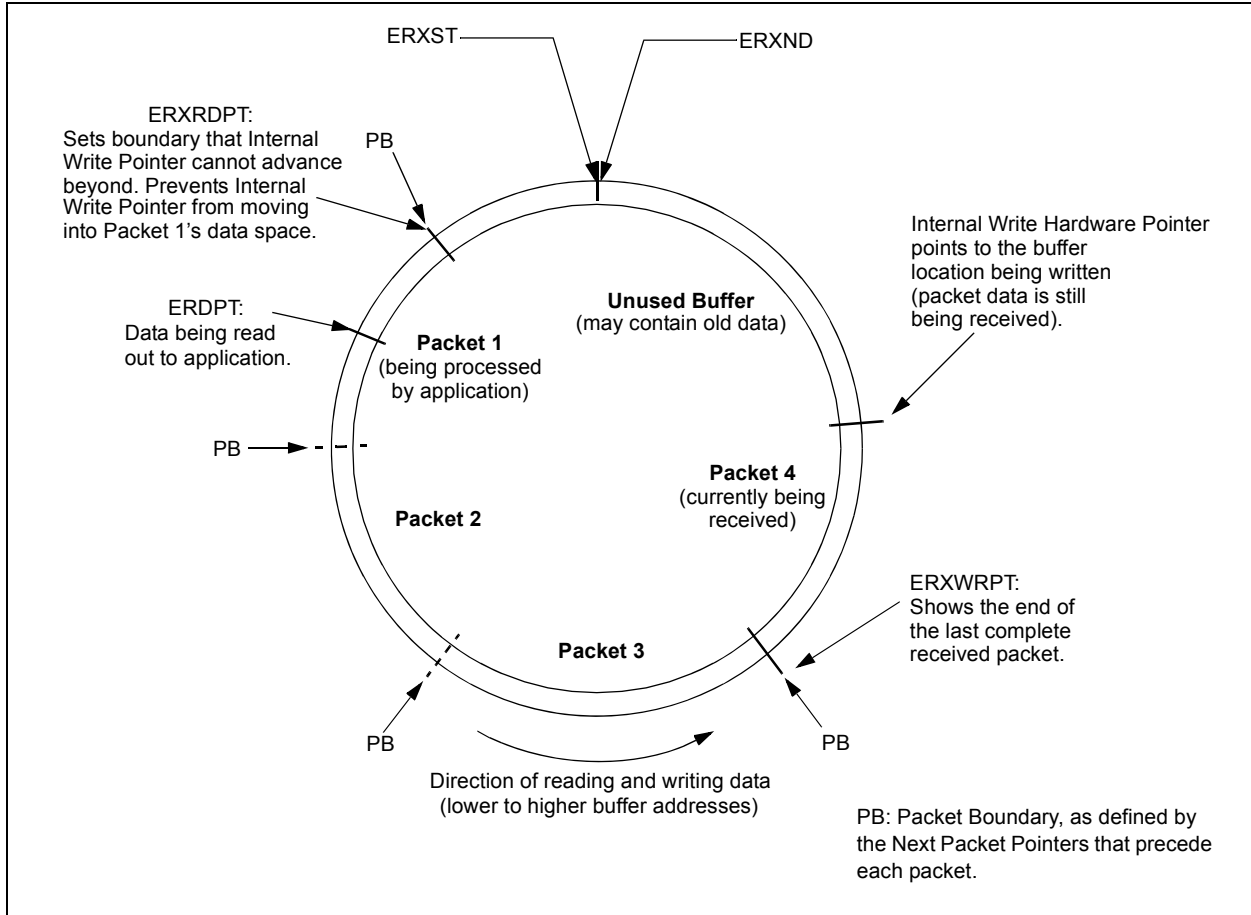 ERXST
ERXND
ERXRDPT:
Sets boundary that Internal
Write Pointer cannot advance
beyond. Prevents Internal
Write Pointer from moving
into Packet 1's data space.
PB
Internal Write Hardware Pointer
points to the buffer
location being written
(packet data is still
being received).
Unused Buffer
(may contain old data)
ERDPT:
Data being read
out to application.
Packet 1
(being processed
by application)
PB
Packet 4
(currently being
received)
Packet 2
ERXWRPT:
Shows the end of
the last complete
received packet.
Packet 3
PB
PB
Direction of reading and writing data
(lower to higher buffer addresses)
PB: Packet Boundary, as defined by
the Next Packet Pointers that precede
each packet.